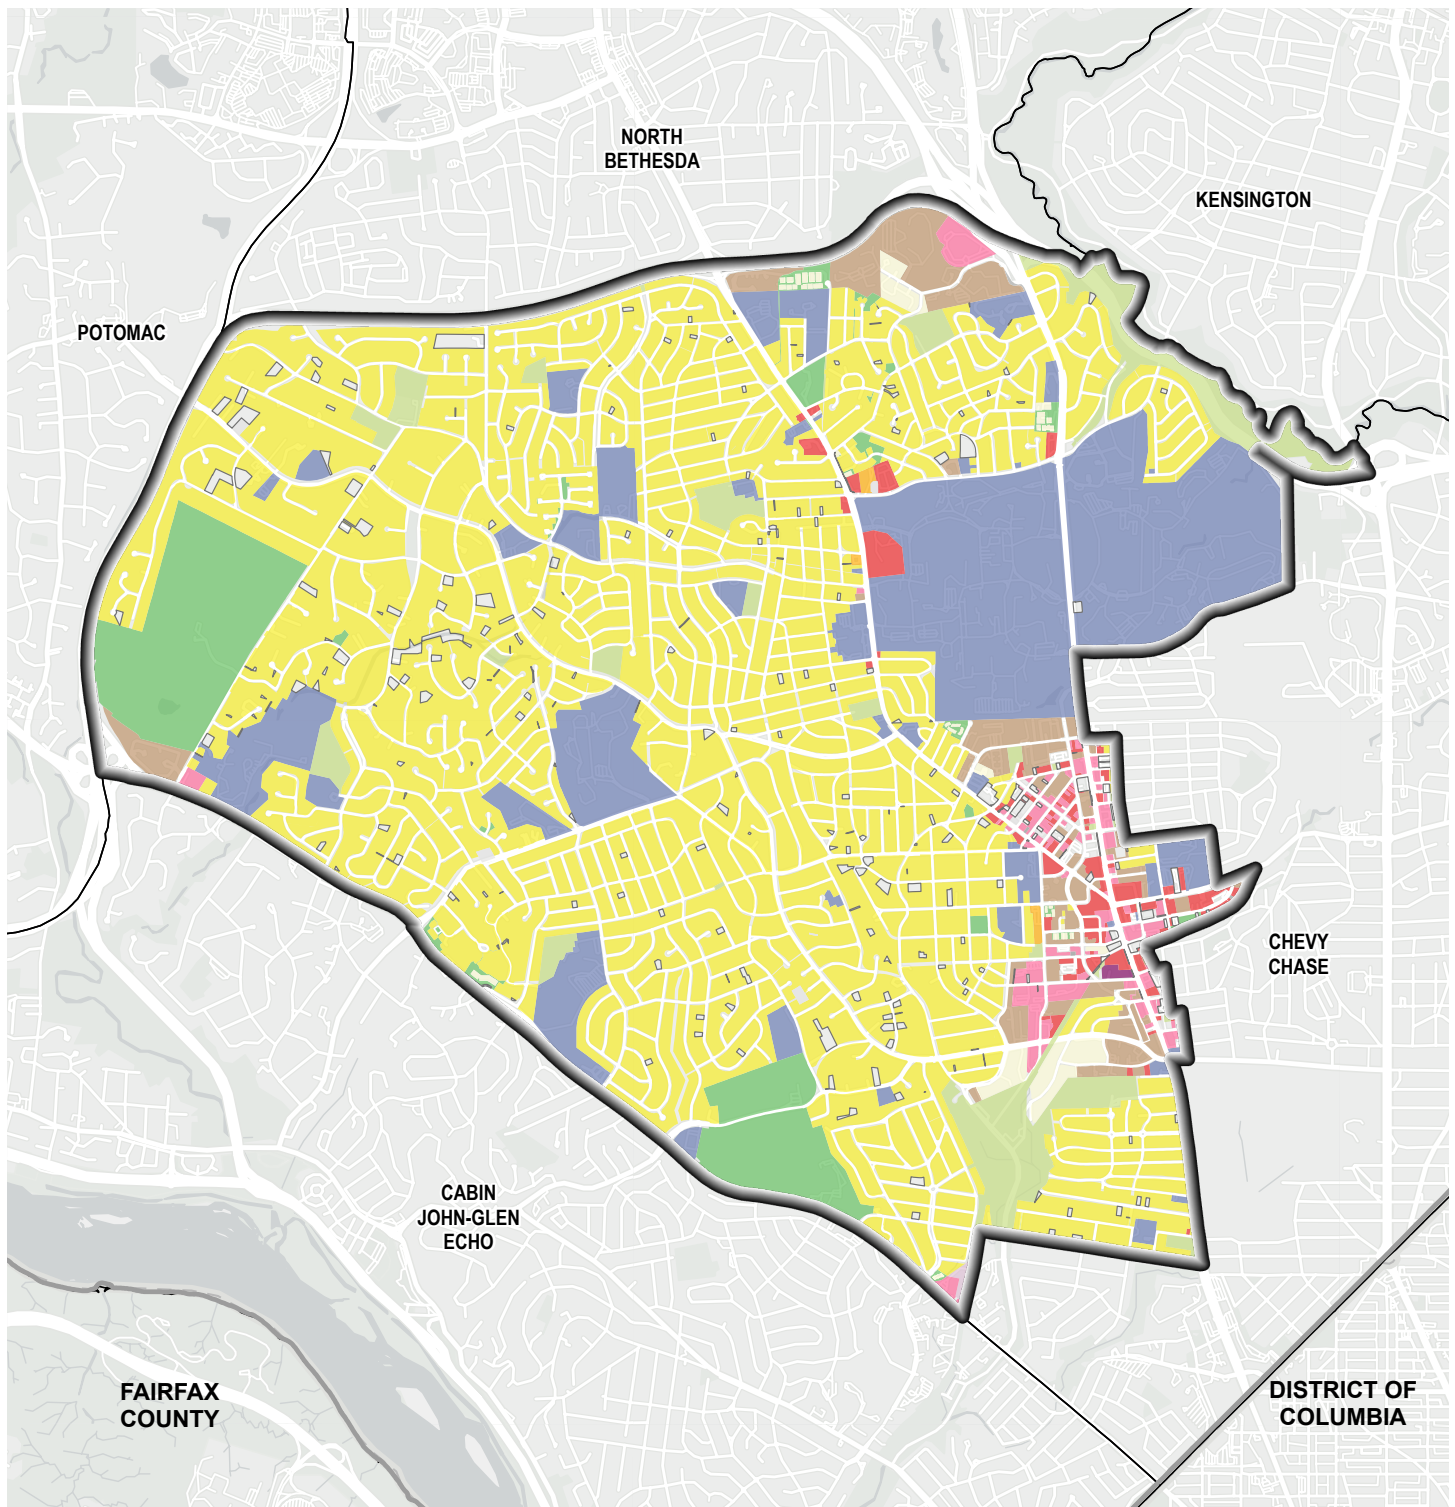 NORTH
BETHESDA
KENSINGTON
POTOMAC
CHEVY
CHASE
CABIN
JOHN-GLEN
ECHO
FAIRFAX
COUNTY
DISTRICT OF
COLUMBIA